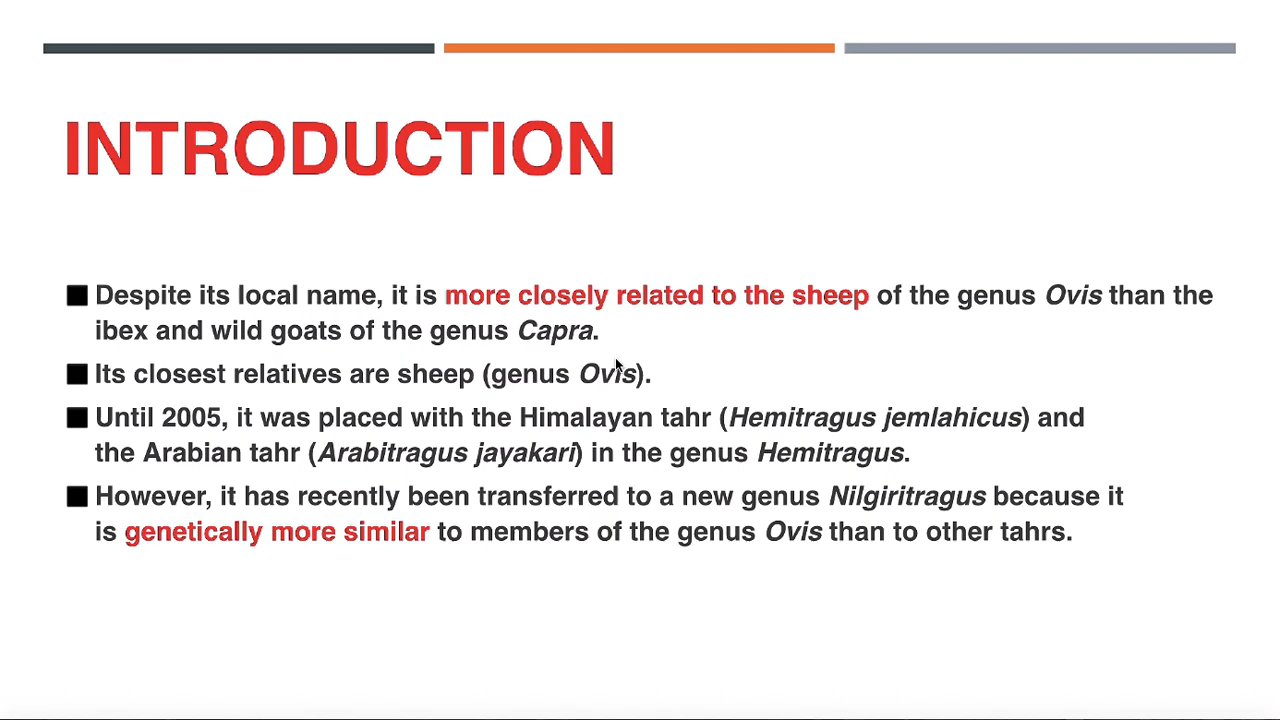 INTRODUCTION
Despite its local name, it is more closely related to the sheep of the genus Ovis than the
ibex and wild goats of the genus Capra.
Its closest relatives are sheep (genus Ovis).
Until 2005, it was placed with the Himalayan tahr (Hemitragus jemlahicus) and
the Arabian tahr (Arabitragus jayakari) in the genus Hemitragus.
However, it has recently been transferred to a new genus Nilgiritragus because it
is genetically more similar to members of the genus Ovis than to other tahrs.